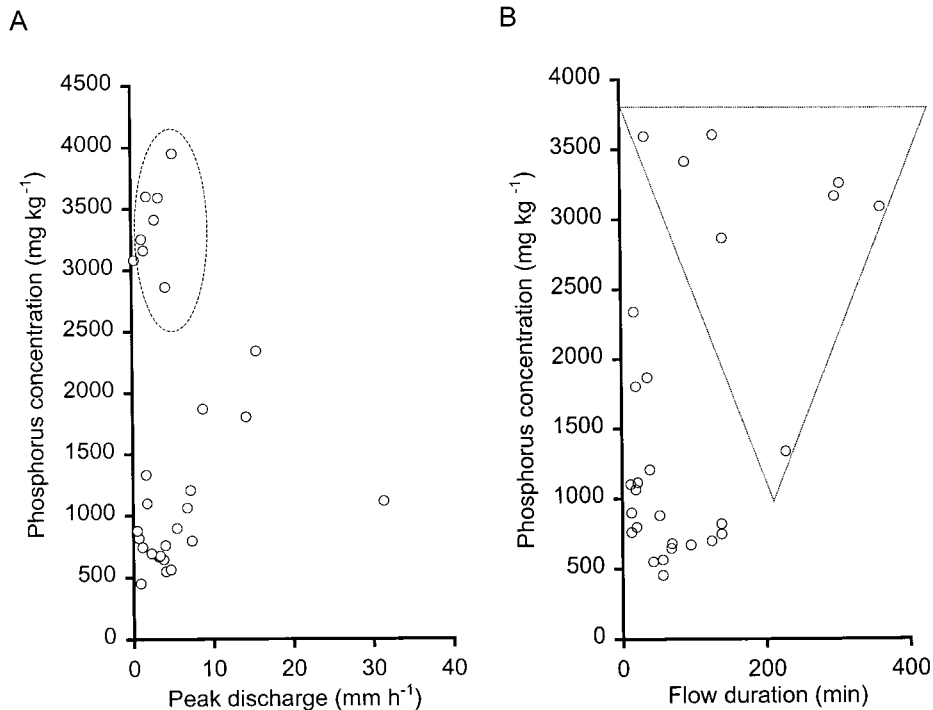 A
Phosphorus concentration (mg kg⁻¹)
4500
4000
3500
3000
2500
2000
1500
1000
500
0
0 10 20 30 40
Peak discharge (mm h⁻¹)
B
Phosphorus concentration (mg kg⁻¹)
4000
3500
3000
2500
2000
1500
1000
500
0
0 200 400
Flow duration (min)